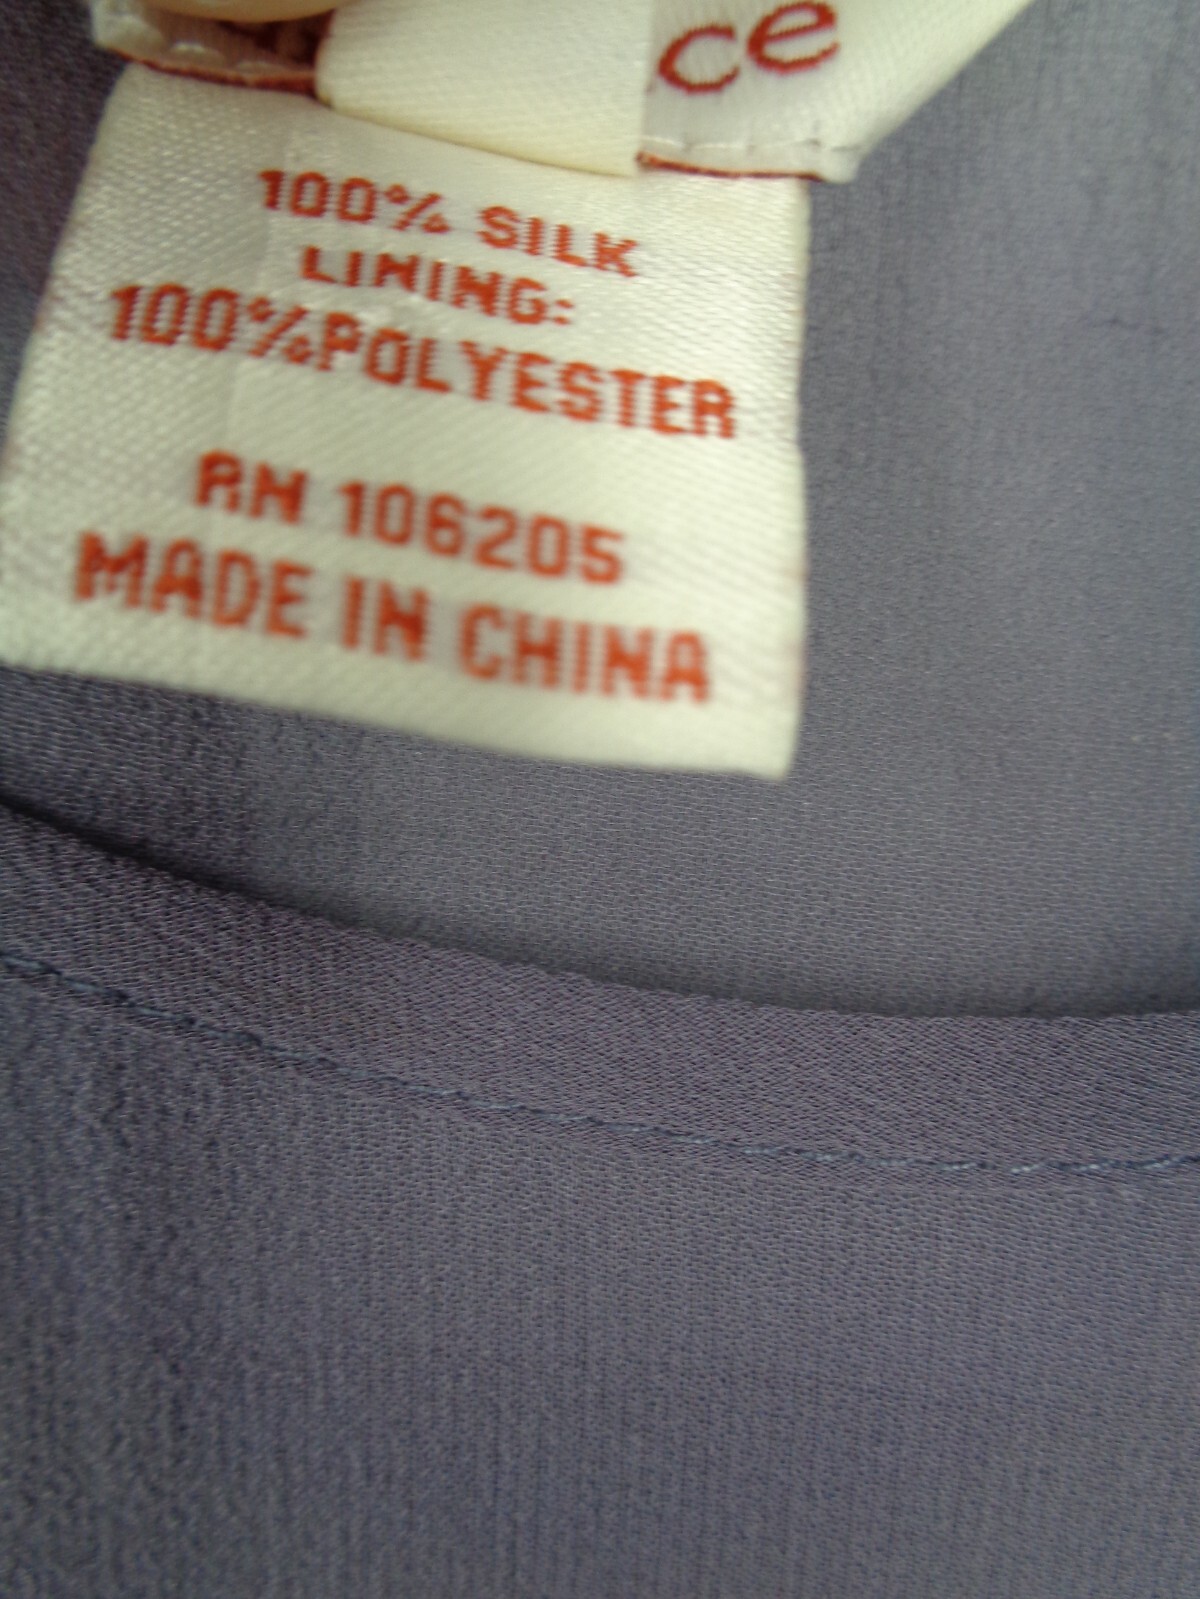 ce
100% SILK
LINING:
100%POLYESTER
RN 106205
MADE IN CHINA